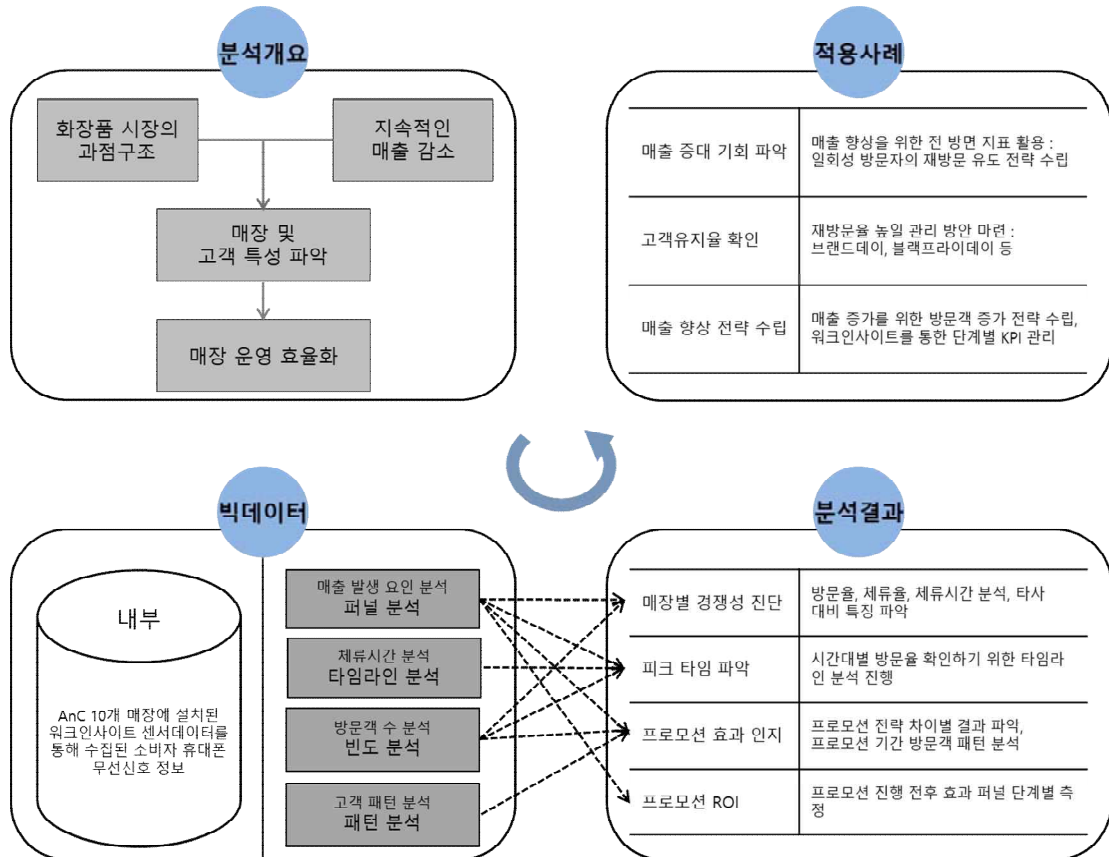 분석개요
화장품 시장의
과점구조
지속적인
매출 감소
매장 및
고객 특성 파악
매장 운영 효율화
적용사례
매출 증대 기회 파악
매출 향상을 위한 전 방면 지표 활용 :
일회성 방문자의 재방문 유도 전략 수립
고객유지율 확인
재방문율 높일 관리 방안 마련 :
브랜드데이, 블랙프라이데이 등
매출 향상 전략 수립
매출 증가를 위한 방문객 증가 전략 수립,
워크인사이트를 통한 단계별 KPI 관리
빅데이터
내부
AnC 10개 매장에 설치된
워크인사이트 센서데이터를
통해 수집된 소비자 휴대폰
무선신호 정보
매출 발생 요인 분석
퍼널 분석
체류시간 분석
타임라인 분석
방문객 수 분석
빈도 분석
고객 패턴 분석
패턴 분석
분석결과
매장별 경쟁성 진단
방문율, 체류율, 체류시간 분석, 타사
대비 특징 파악
피크 타임 파악
시간대별 방문율 확인하기 위한 타임라
인 분석 진행
프로모션 효과 인지
프로모션 전략 차이별 결과 파악,
프로모션 기간 방문객 패턴 분석
프로모션 ROI
프로모션 진행 전후 효과 퍼널 단계별 측
정